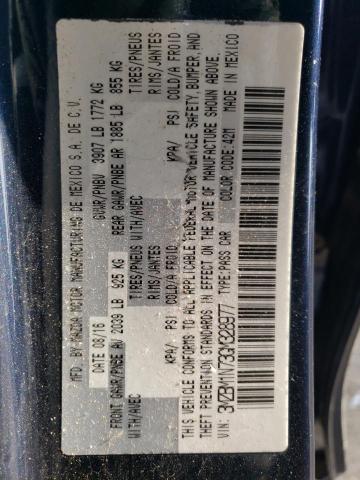 MFD. BY MAZDA MOTOR MANUFACTURING DE MEXICO S.A. DE C.V.
DATE 08/16 GVWR/PNBV 3907 LB 1772 KG
FRONT GAWR/PNBE AV 2039 LB 925 KG REAR GAWR/PNBE AR 1885 LB 855 KG
WITH/AVEC TIRES/PNEUS WITH/AVEC TIRES/PNEUS
RIMS/JANTES RIMS/JANTES
KPA/ PSI COLD/A FROID KPA/ PSI COLD/A FROID
THIS VEHICLE CONFORMS TO ALL APPLICABLE FEDERAL MOTOR VEHICLE SAFETY, BUMPER, AND
THEFT PREVENTION STANDARDS IN EFFECT ON THE DATE OF MANUFACTURE SHOWN ABOVE.
VIN: 3MZBM1N73GM328977 TYPE:PASS CAR COLOR CODE:42M MADE IN MEXICO